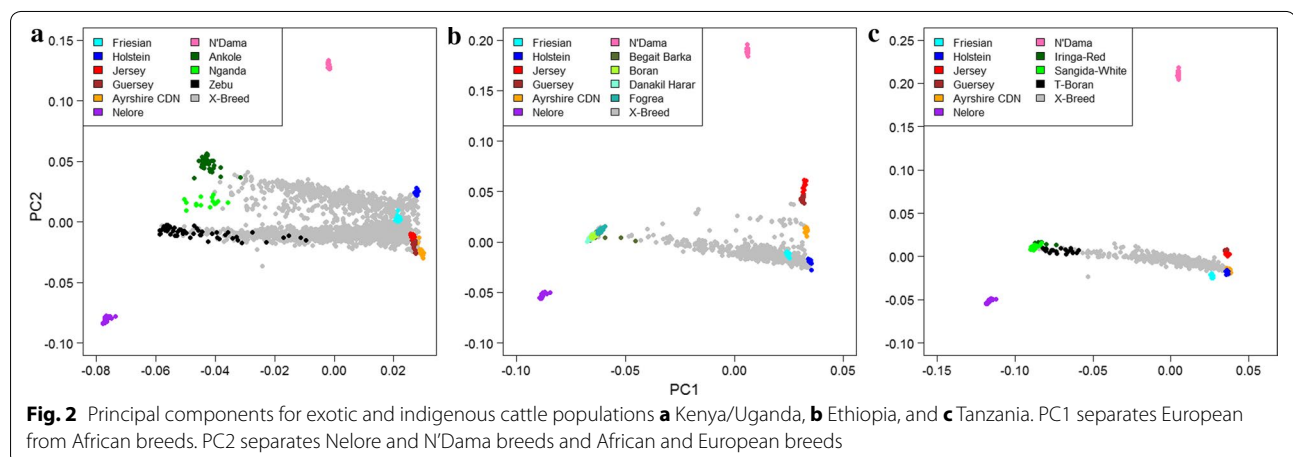 a
0.15
0.10
0.05
0.00
-0.05
-0.10
PC2
Friesian
Holstein
Jersey
Guersey
Ayrshire CDN
Nelore
N'Dama
Ankole
Nganda
Zebu
X-Breed
-0.08 -0.06 -0.04 -0.02 0.00 0.02
b
0.20
0.15
0.10
0.05
0.00
-0.05
-0.10
Friesian
Holstein
Jersey
Guersey
Ayrshire CDN
Nelore
N'Dama
Begait Barka
Boran
Danakil Harar
Fogrea
X-Breed
-0.10 -0.05 0.00 0.05
PC1
c
0.25
0.20
0.15
0.10
0.05
0.00
-0.05
-0.10
Friesian
Holstein
Jersey
Guersey
Ayrshire CDN
Nelore
N'Dama
Iringa-Red
Sangida-White
T-Boran
X-Breed
-0.15 -0.10 -0.05 0.00 0.05
Fig. 2 Principal components for exotic and indigenous cattle populations a Kenya/Uganda, b Ethiopia, and c Tanzania. PC1 separates European
from African breeds. PC2 separates Nelore and N'Dama breeds and African and European breeds